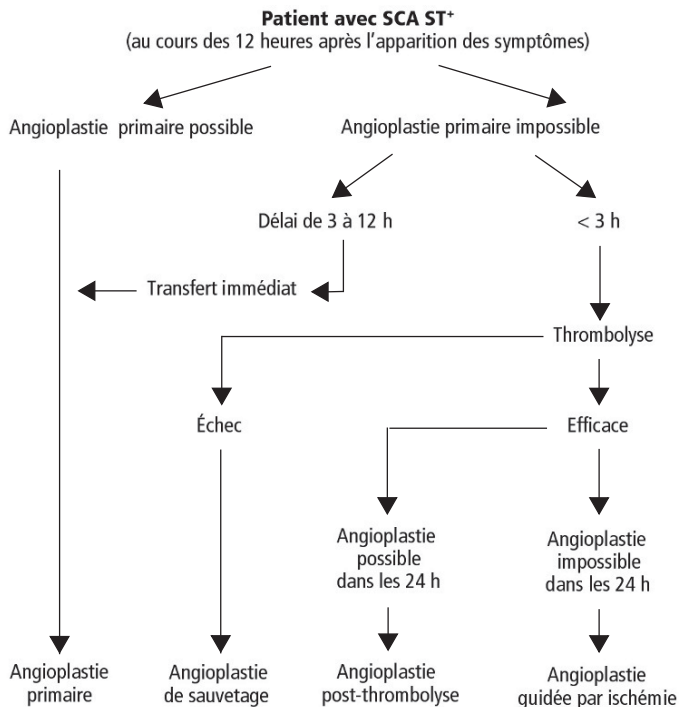 Patient avec SCA ST+
(au cours des 12 heures après l'apparition des symptômes)
Angioplastie primaire possible
Angioplastie primaire impossible
Délai de 3 à 12 h
< 3 h
Transfert immédiat
Thrombolyse
Échec
Efficace
Angioplastie
possible
dans les 24 h
Angioplastie
impossible
dans les 24 h
Angioplastie
primaire
Angioplastie
de sauvetage
Angioplastie
post-thrombolyse
Angioplastie
guidée par ischémie